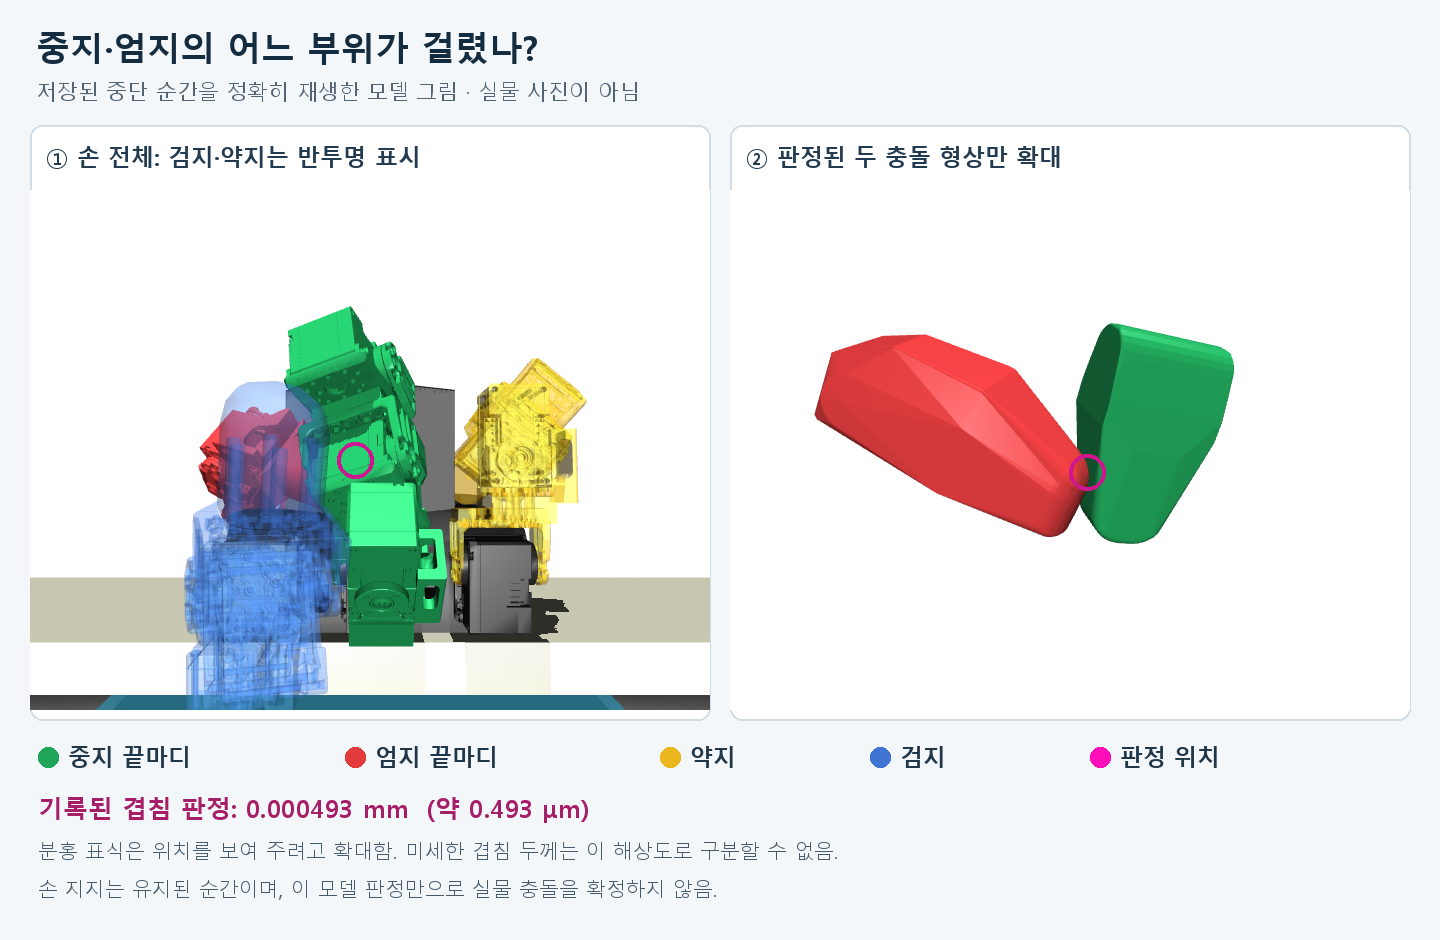 중지·엄지의 어느 부위가 걸렸나?
저장된 중단 순간을 정확히 재생한 모델 그림 · 실물 사진이 아님
① 손 전체: 검지·약지는 반투명 표시
② 판정된 두 충돌 형상만 확대
중지 끝마디
엄지 끝마디
약지
검지
판정 위치
기록된 겹침 판정: 0.000493 mm (약 0.493 µm)
분홍 표식은 위치를 보여 주려고 확대함. 미세한 겹침 두께는 이 해상도로 구분할 수 없음.
손 지지는 유지된 순간이며, 이 모델 판정만으로 실물 충돌을 확정하지 않음.